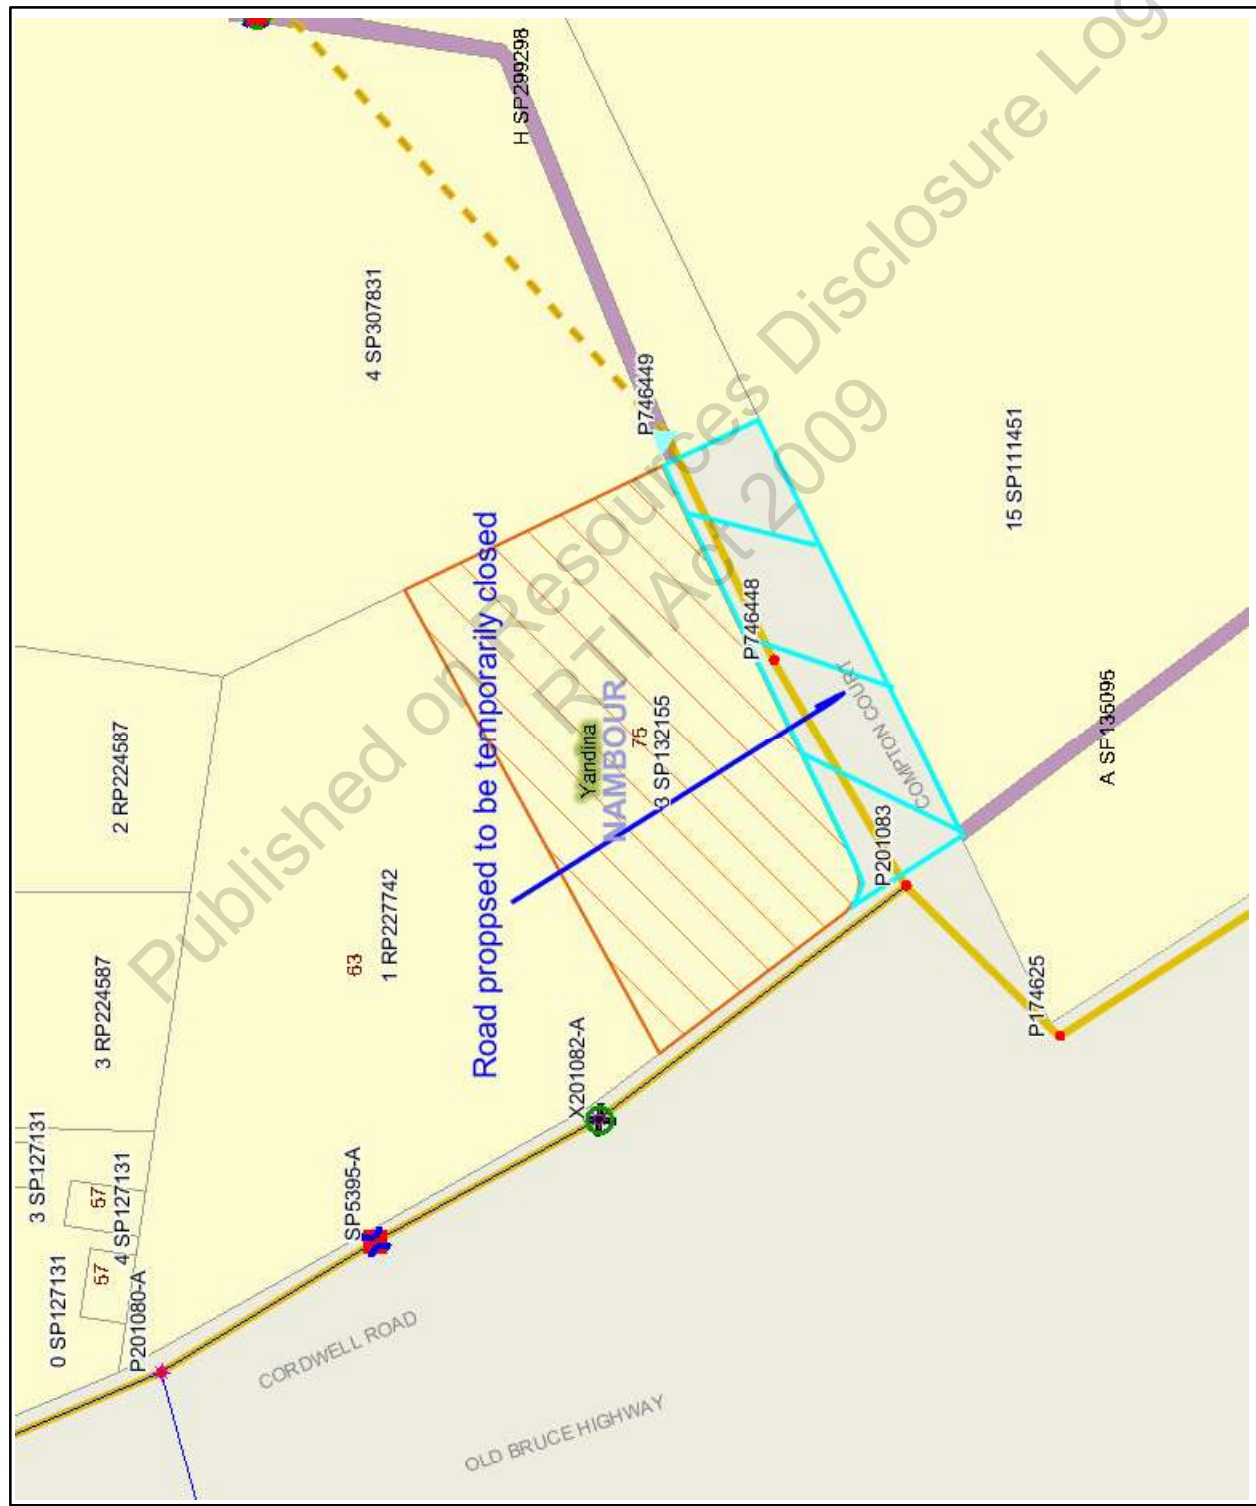 H SP299298
4 SP307831
P746449
15 SP111451
Road proppsed to be temporarily closed
P746448
2 RP224587
Yandina
NAMBOUR
75
3 SP132155
COMPTON COURT
A SP135095
P201083
1 RP227742
63
3 RP224587
P174625
X201082-A
3 SP127131
57
4 SP127131
SP5395-A
0 SP127131
57
P201080-A
CORDWELL ROAD
OLD BRUCE HIGHWAY
Published on Resources Disclosure Log
RTI Act 2009